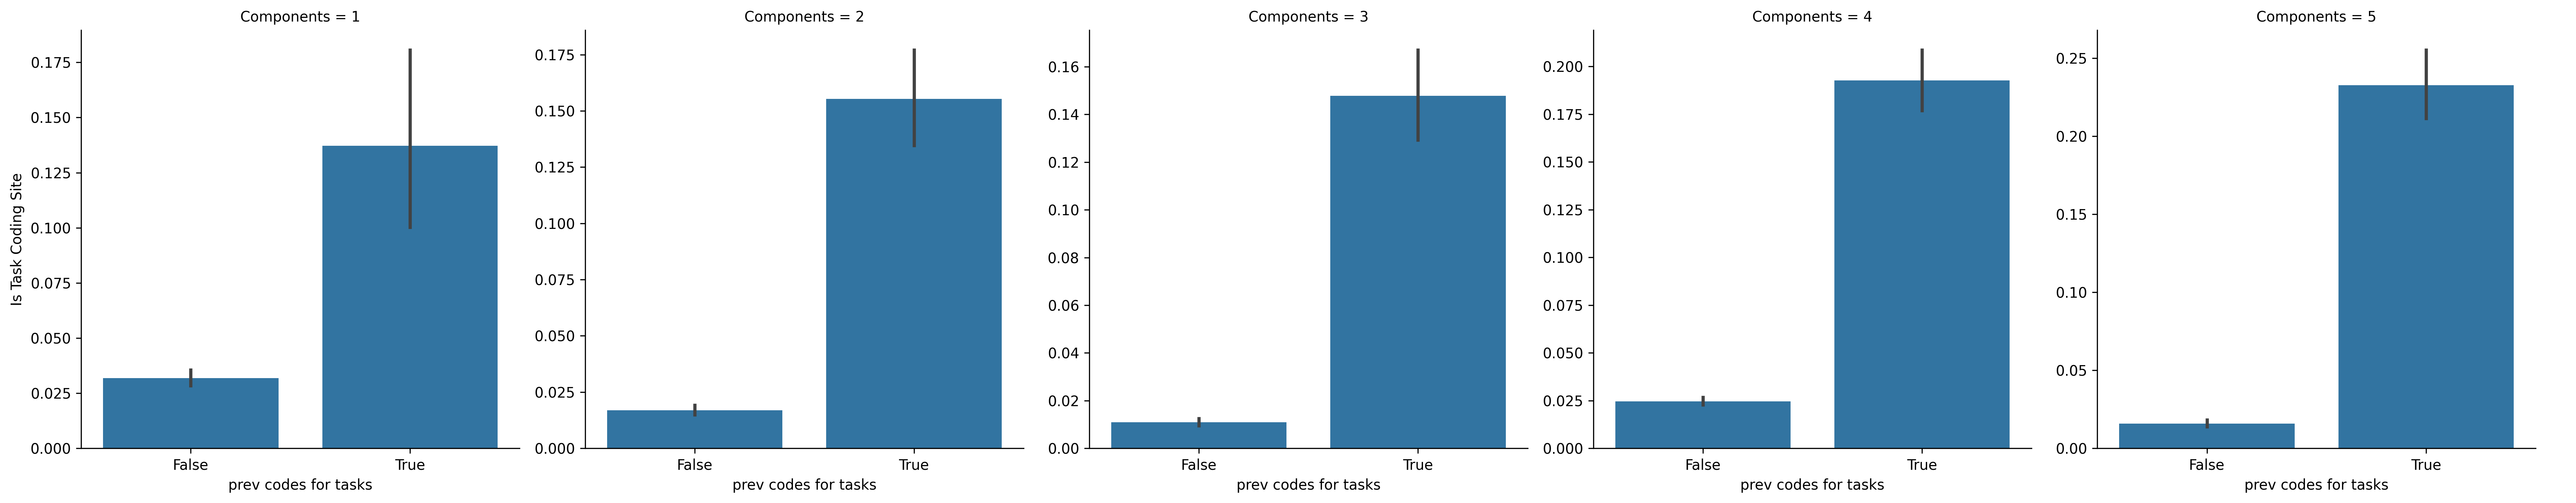 Components = 1
Components = 2
Components = 3
Components = 4
Components = 5
Is Task Coding Site
0.175
0.150
0.125
0.100
0.075
0.050
0.025
0.000
False
True
prev codes for tasks
0.175
0.150
0.125
0.100
0.075
0.050
0.025
0.000
False
True
prev codes for tasks
0.16
0.14
0.12
0.10
0.08
0.06
0.04
0.02
0.00
False
True
prev codes for tasks
0.200
0.175
0.150
0.125
0.100
0.075
0.050
0.025
0.000
False
True
prev codes for tasks
0.25
0.20
0.15
0.10
0.05
0.00
False
True
prev codes for tasks